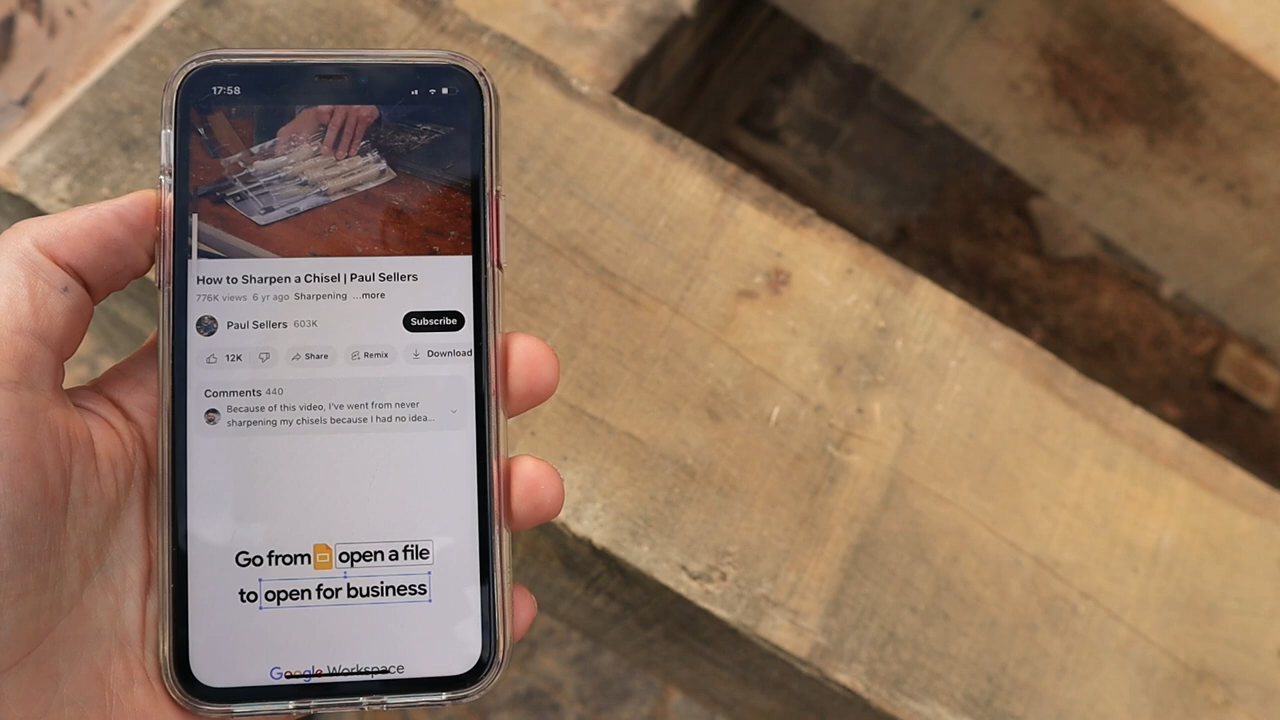 17:58
How to Sharpen a Chisel | Paul Sellers
776K views 6 yr ago Sharpening ...more
Paul Sellers 603K
Subscribe
12K
Share
Remix
Download
Comments 440
Because of this video, I've went from never
sharpening my chisels because I had no idea...
Go from open a file
to open for business
Google Workspace